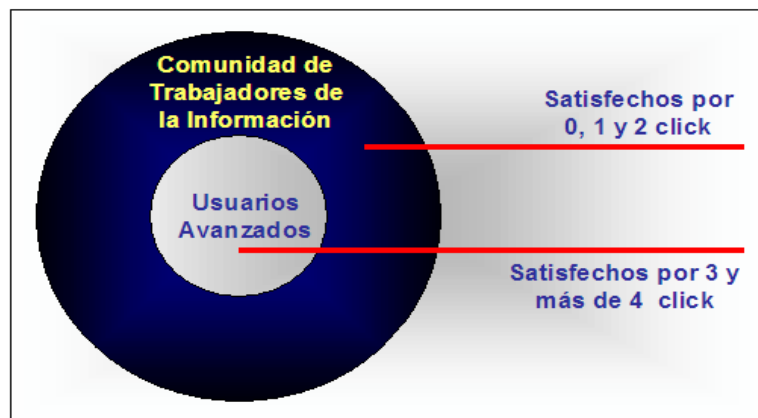 Comunidad de
Trabajadores de
la Información
Satisfechos por
0, 1 y 2 click
Usuarios
Avanzados
Satisfechos por 3 y
más de 4 click